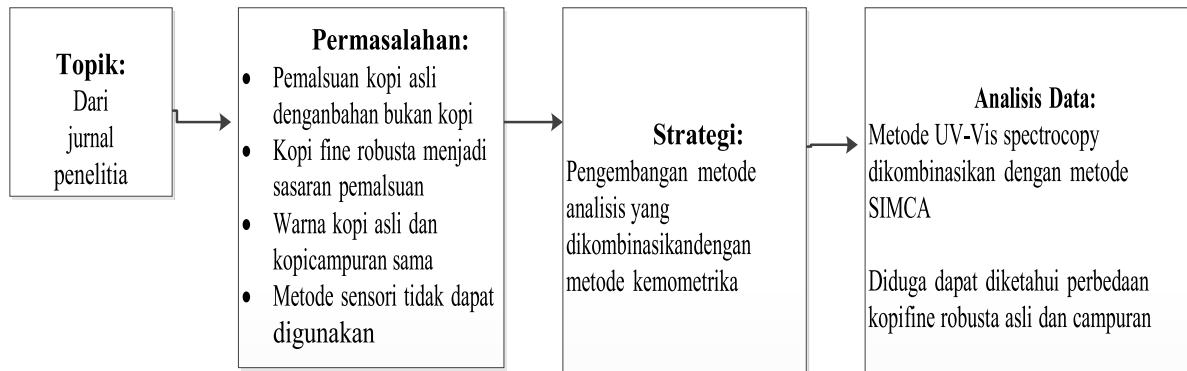 Topik:
Dari
jurnal
penelitia
Permasalahan:
• Pemalsuan kopi asli
denganbahan bukan kopi
• Kopi fine robusta menjadi
sasaran pemalsuan
• Warna kopi asli dan
kopicampuran sama
• Metode sensori tidak dapat
digunakan
Strategi:
Pengembangan metode
analisis yang
dikombinasikandengan
metode kemometrika
Analisis Data:
Metode UV-Vis spectrocopy
dikombinasikan dengan metode
SIMCA
Diduga dapat diketahui perbedaan
kopifine robusta asli dan campuran